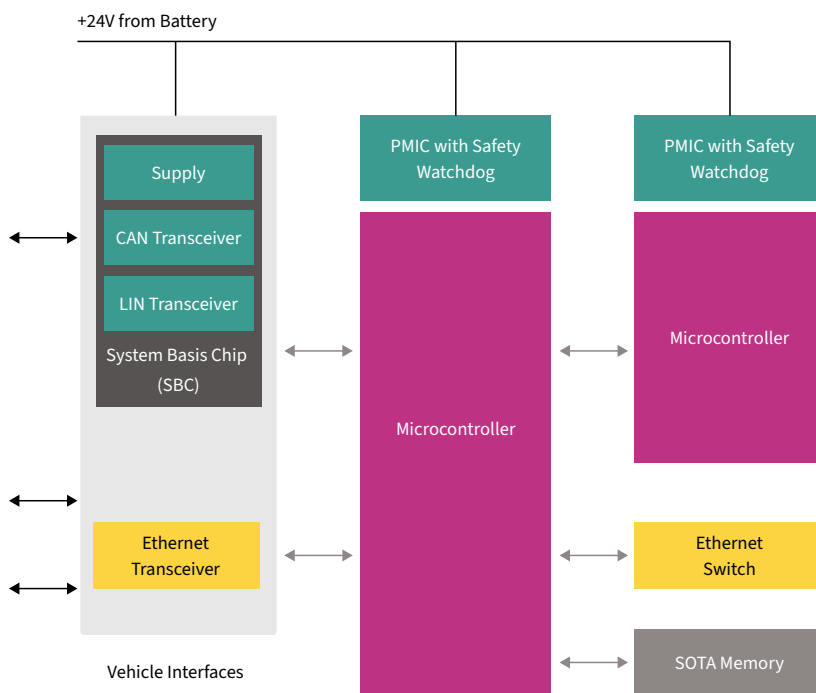 +24V from Battery
Supply
CAN Transceiver
LIN Transceiver
System Basis Chip
(SBC)
Ethernet
Transceiver
Vehicle Interfaces
PMIC with Safety
Watchdog
Microcontroller
PMIC with Safety
Watchdog
Microcontroller
Ethernet
Switch
SOTA Memory